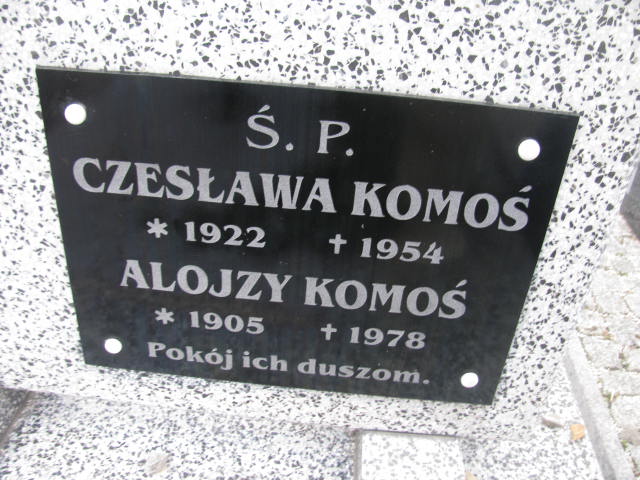 Ś. P.
CZESŁAWA KOMOŚ
* 1922 † 1954
ALOJZY KOMOŚ
* 1905 † 1978
Pokój ich duszom.